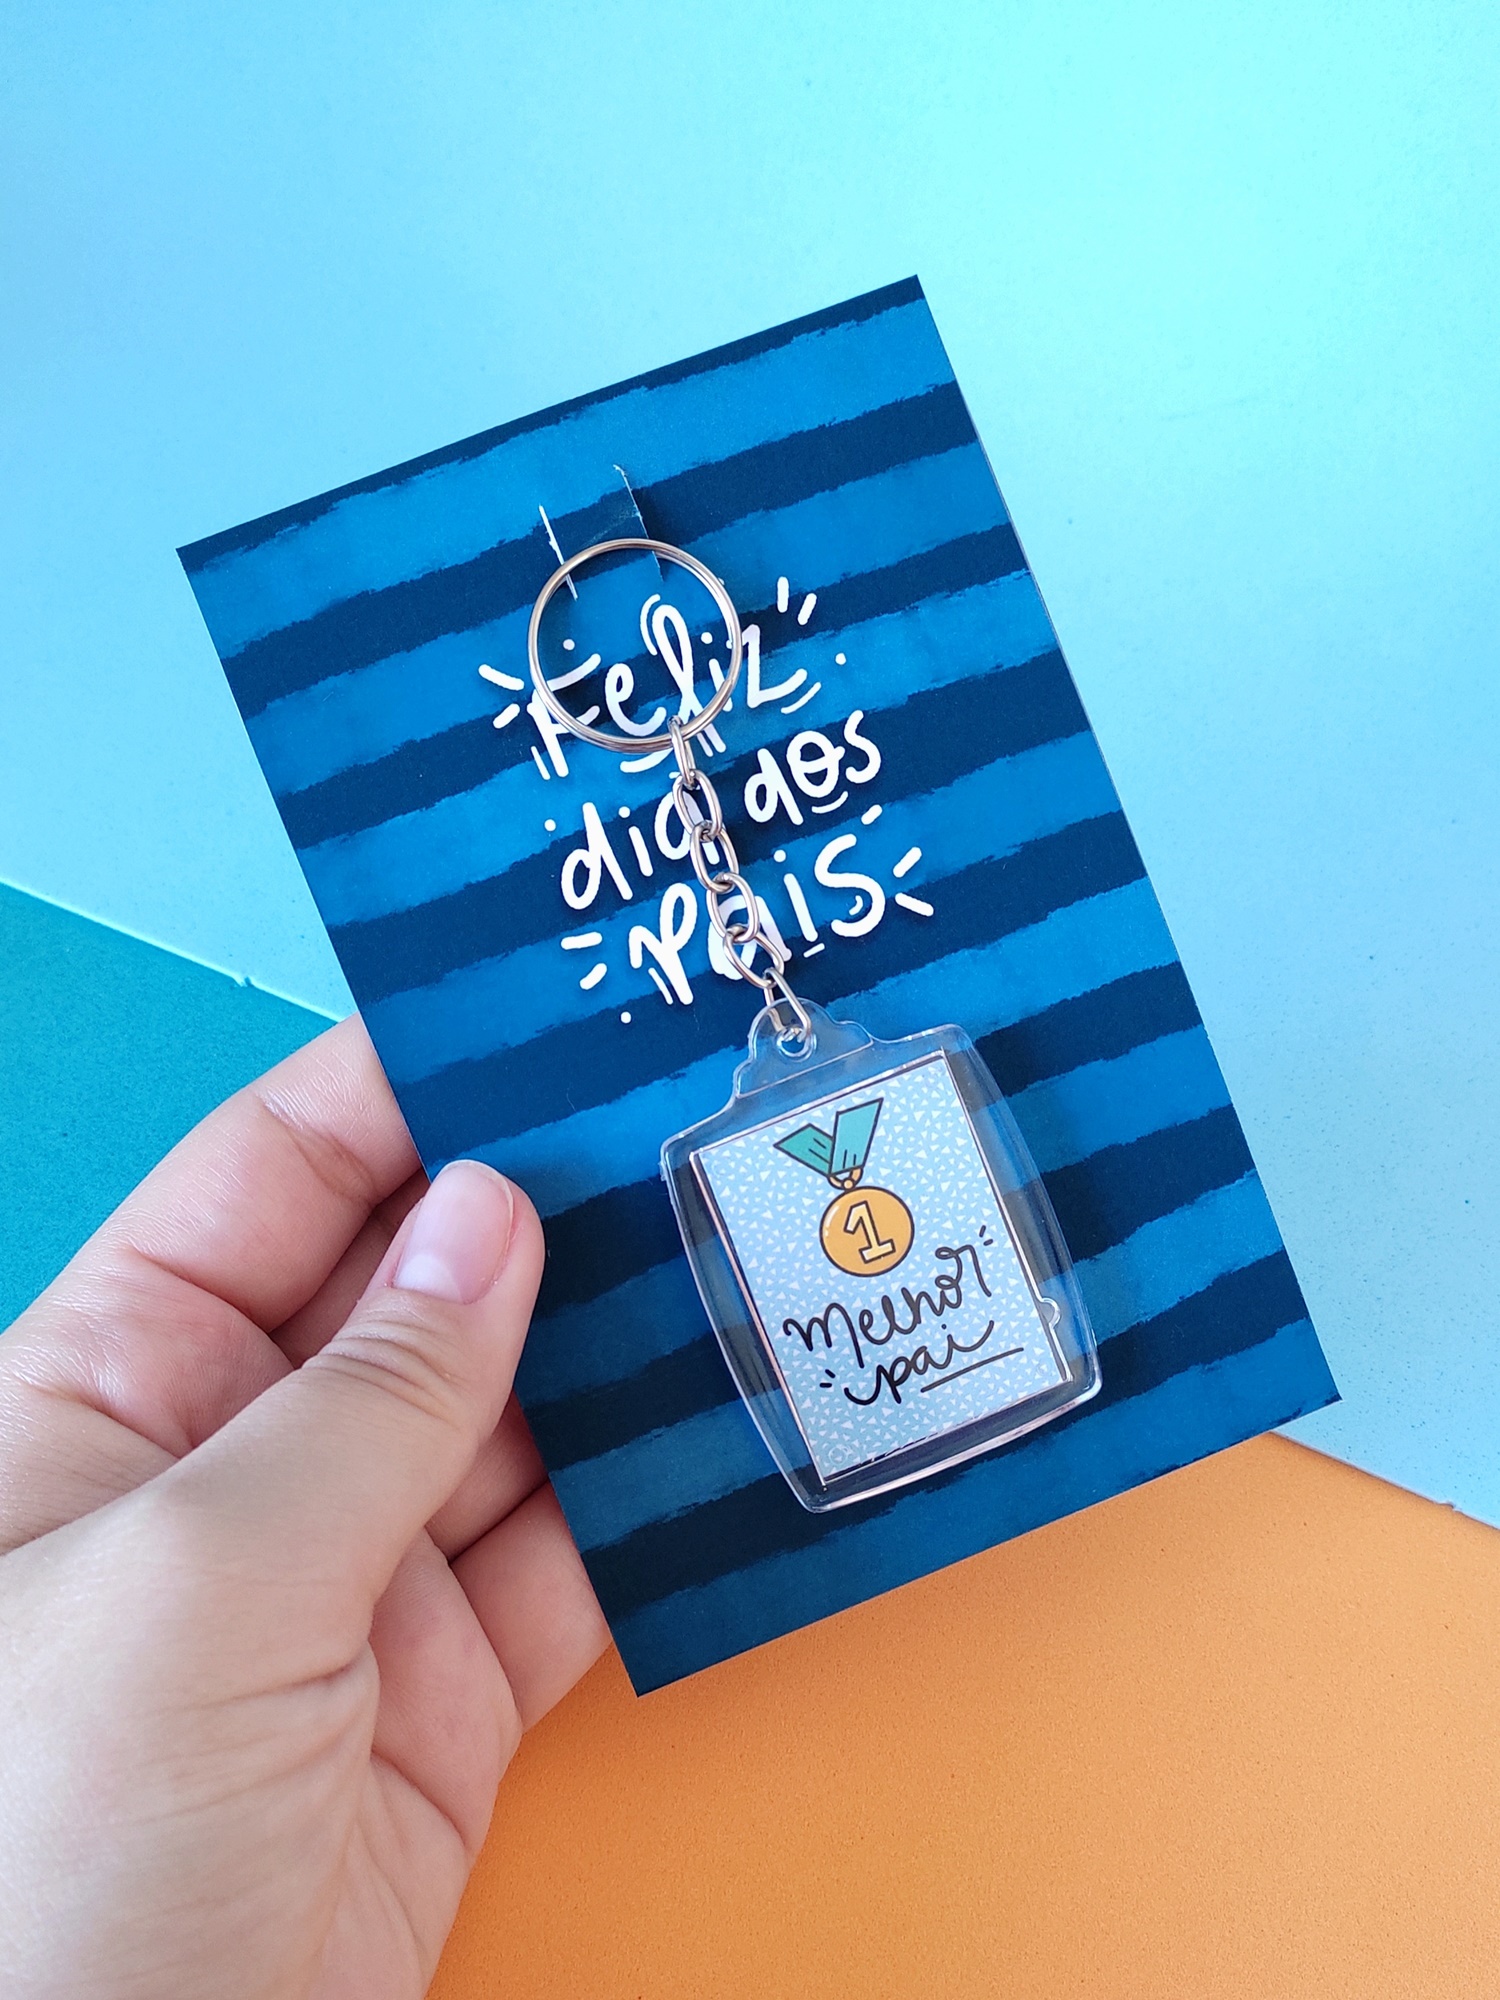 Feliz
dia dos
pais
1
Melhor
pai